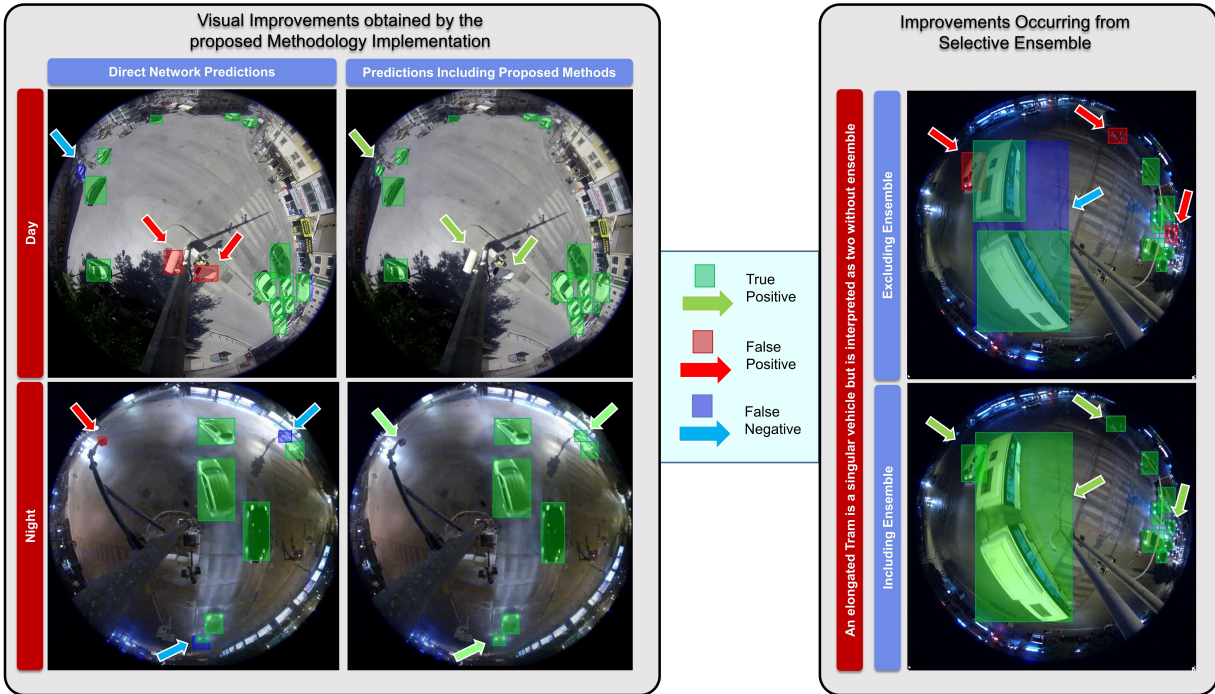 Visual Improvements obtained by the
proposed Methodology Implementation
Direct Network Predictions
Predictions Including Proposed Methods
Day
Night
True
Positive
False
Positive
False
Negative
Improvements Occurring from
Selective Ensemble
An elongated Tram is a singular vehicle but is interpreted as two without ensemble
Excluding Ensemble
Including Ensemble